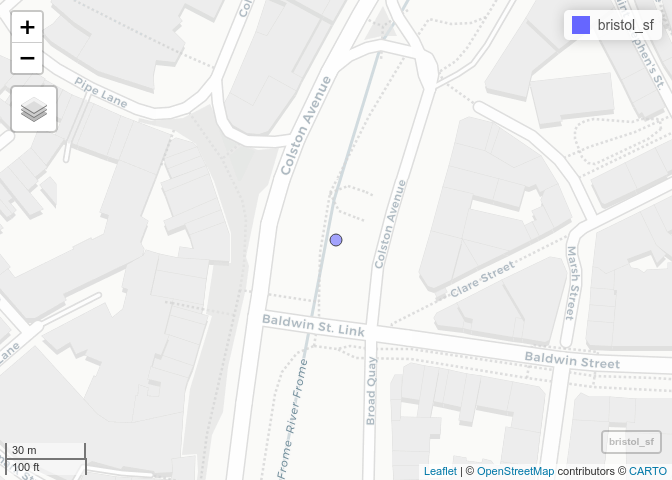 +
−
bristol_sf
Pipe Lane
Colston Avenue
Colston Avenue
Clare Street
Marsh Street
Baldwin St. Link
Baldwin Street
Broad Quay
Frome
River Frome
Lane
30 m
100 ft
bristol_sf
Leaflet | © OpenStreetMap contributors © CARTO